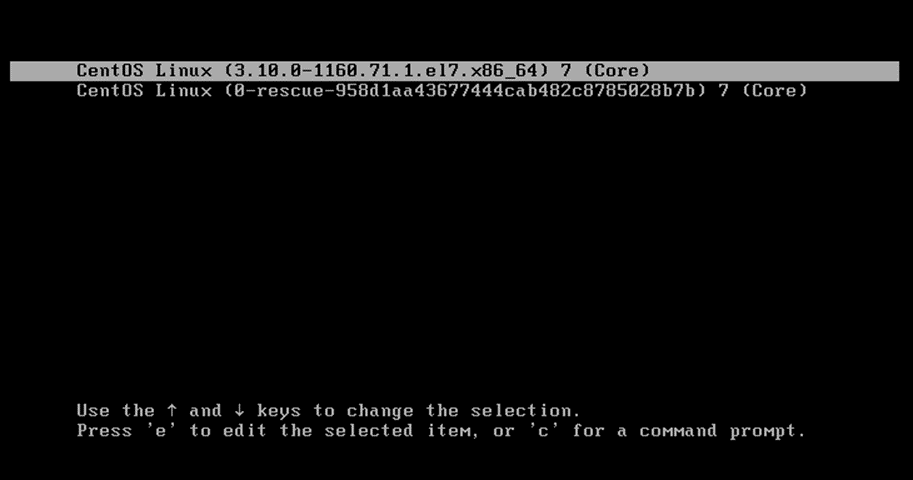 CentOS Linux (3.10.0-1160.71.1.el7.x86_64) 7 (Core)
CentOS Linux (0-rescue-958d1aa43677444cab482c8785028b7b) 7 (Core)
Use the ↑ and ↓ keys to change the selection.
Press 'e' to edit the selected item, or 'c' for a command prompt.